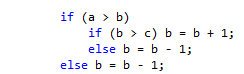 if (a > b)
    if (b > c) b = b + 1;
    else b = b - 1;
else b = b - 1;